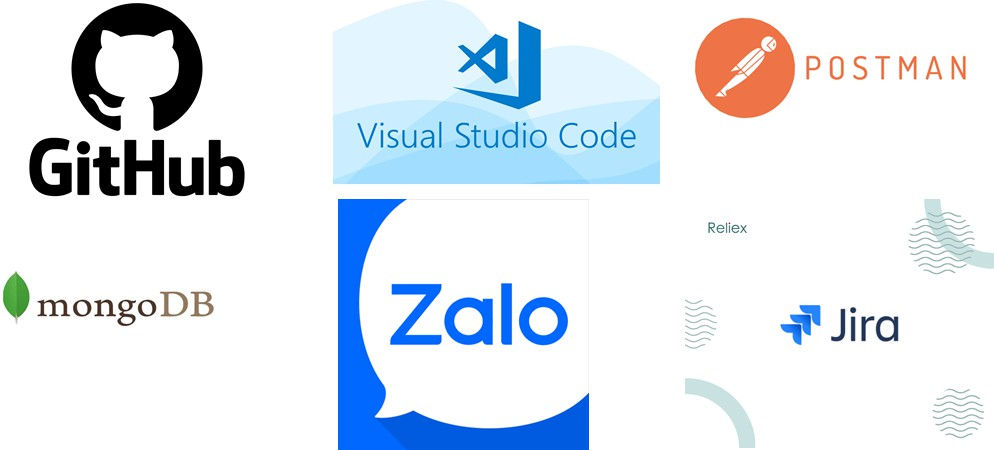 GitHub
Visual Studio Code
POSTMAN
mongoDB
Zalo
Reliex
Jira